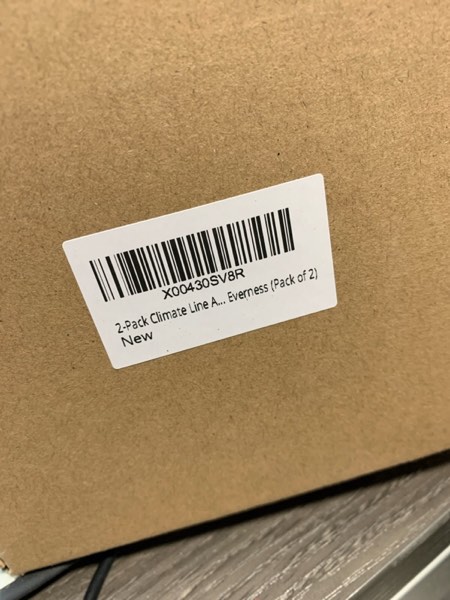 X00430SV8R
2-Pack Climate Line A... Everness (Pack of 2)
New